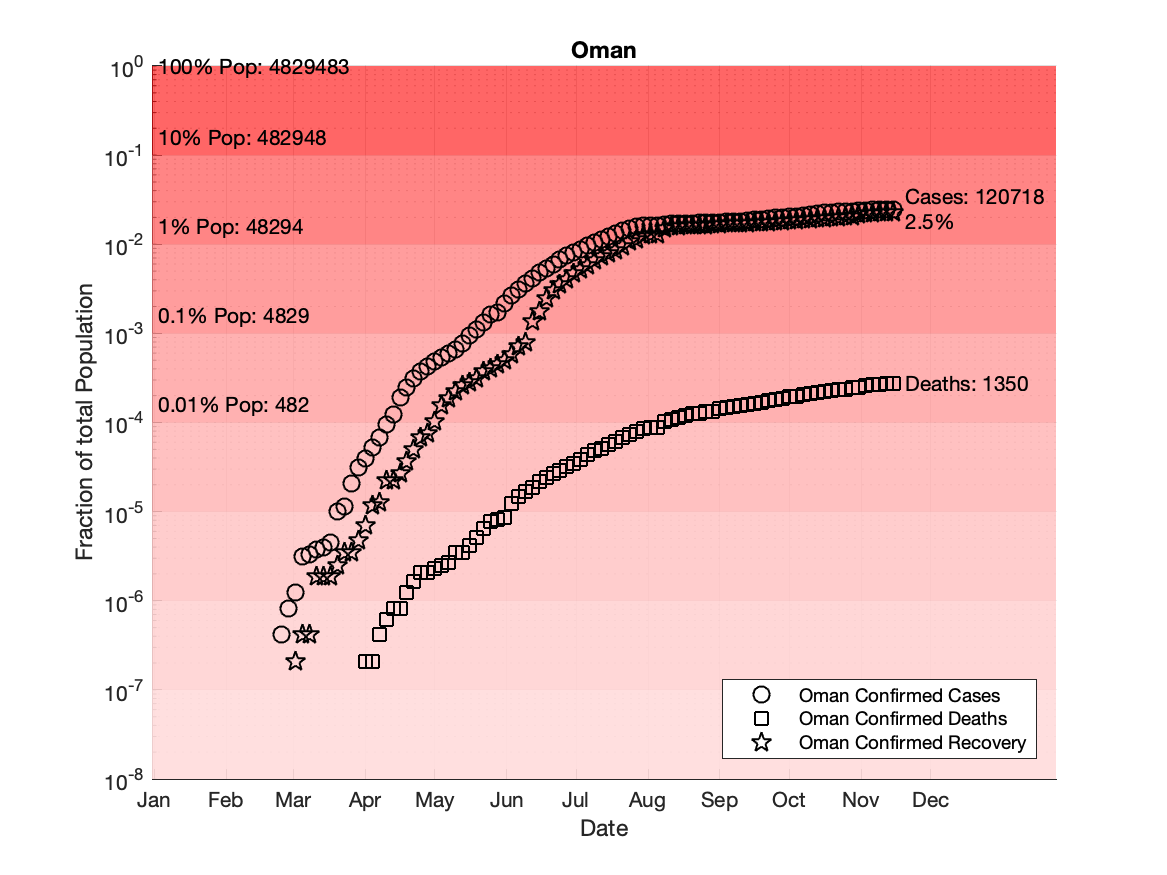 Oman
10^0
100% Pop: 4829483
10% Pop: 482948
10^-1
Cases: 120718
1% Pop: 48294
2.5%
10^-2
0.1% Pop: 4829
10^-3
Deaths: 1350
0.01% Pop: 482
10^-4
Fraction of total Population
10^-5
10^-6
10^-7
Oman Confirmed Cases
Oman Confirmed Deaths
Oman Confirmed Recovery
10^-8
Jan Feb Mar Apr May Jun Jul Aug Sep Oct Nov Dec
Date